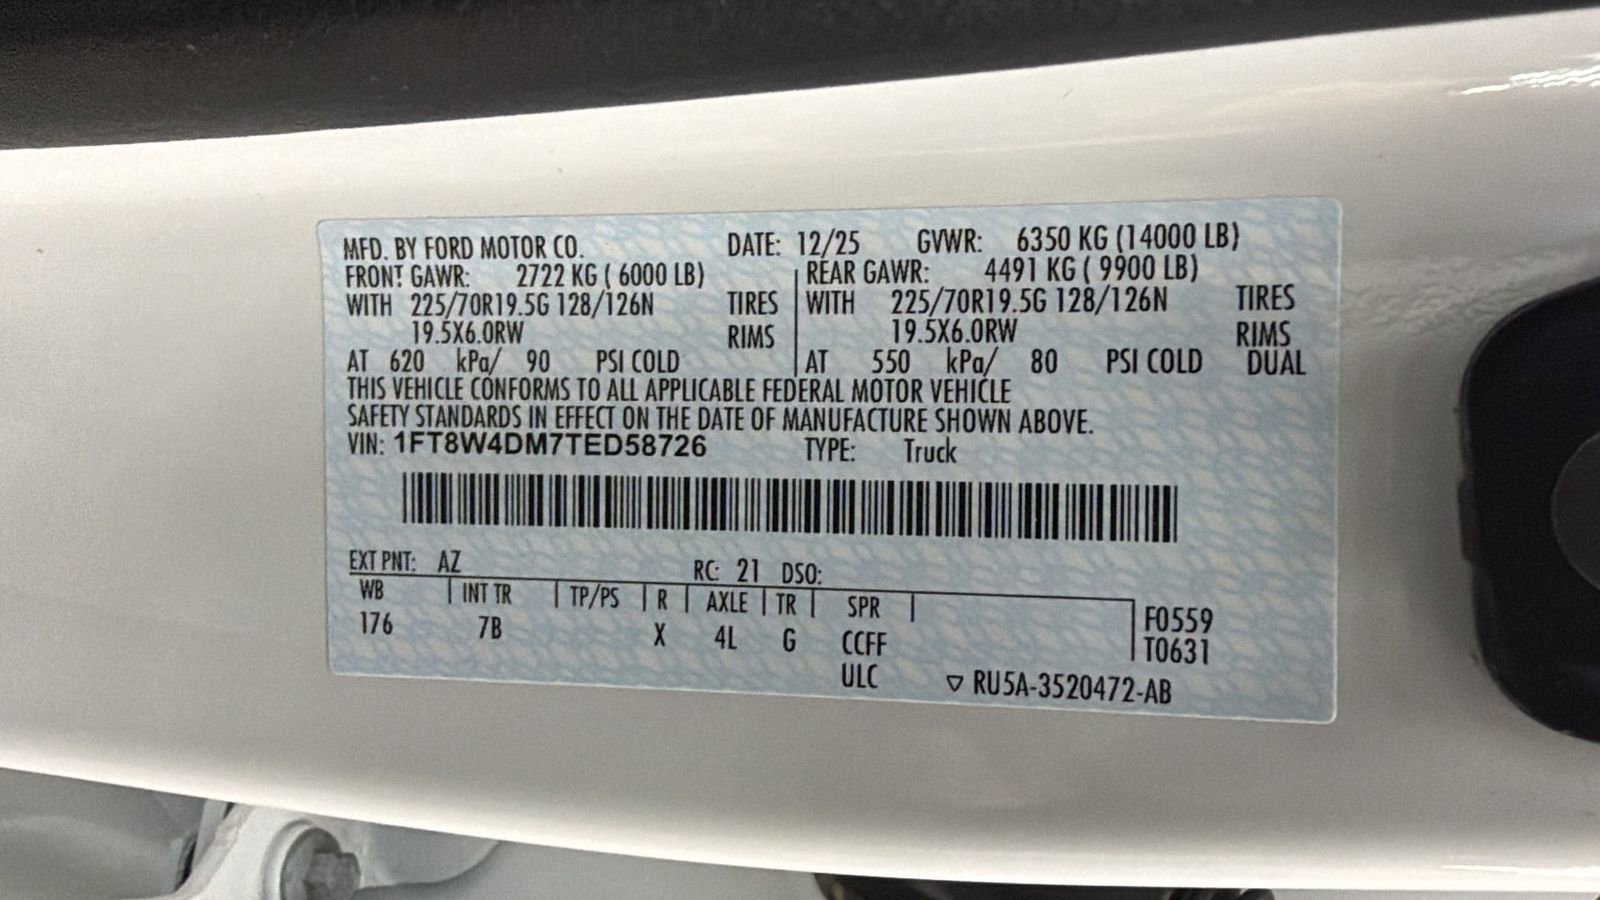 MFD. BY FORD MOTOR CO. DATE: 12/25 GVWR: 6350 KG (14000 LB)
FRONT GAWR: 2722 KG ( 6000 LB) REAR GAWR: 4491 KG ( 9900 LB)
WITH 225/70R19.5G 128/126N TIRES WITH 225/70R19.5G 128/126N TIRES
19.5X6.0RW RIMS 19.5X6.0RW RIMS
AT 620 kPa/ 90 PSI COLD AT 550 kPa/ 80 PSI COLD DUAL
THIS VEHICLE CONFORMS TO ALL APPLICABLE FEDERAL MOTOR VEHICLE
SAFETY STANDARDS IN EFFECT ON THE DATE OF MANUFACTURE SHOWN ABOVE.
VIN: 1FT8W4DM7TED58726 TYPE: Truck
EXT PNT: AZ RC: 21 DSO:
WB INT TR TP/PS R AXLE TR SPR F0559
176 7B X 4L G CCFF T0631
ULC ▽ RU5A-3520472-AB